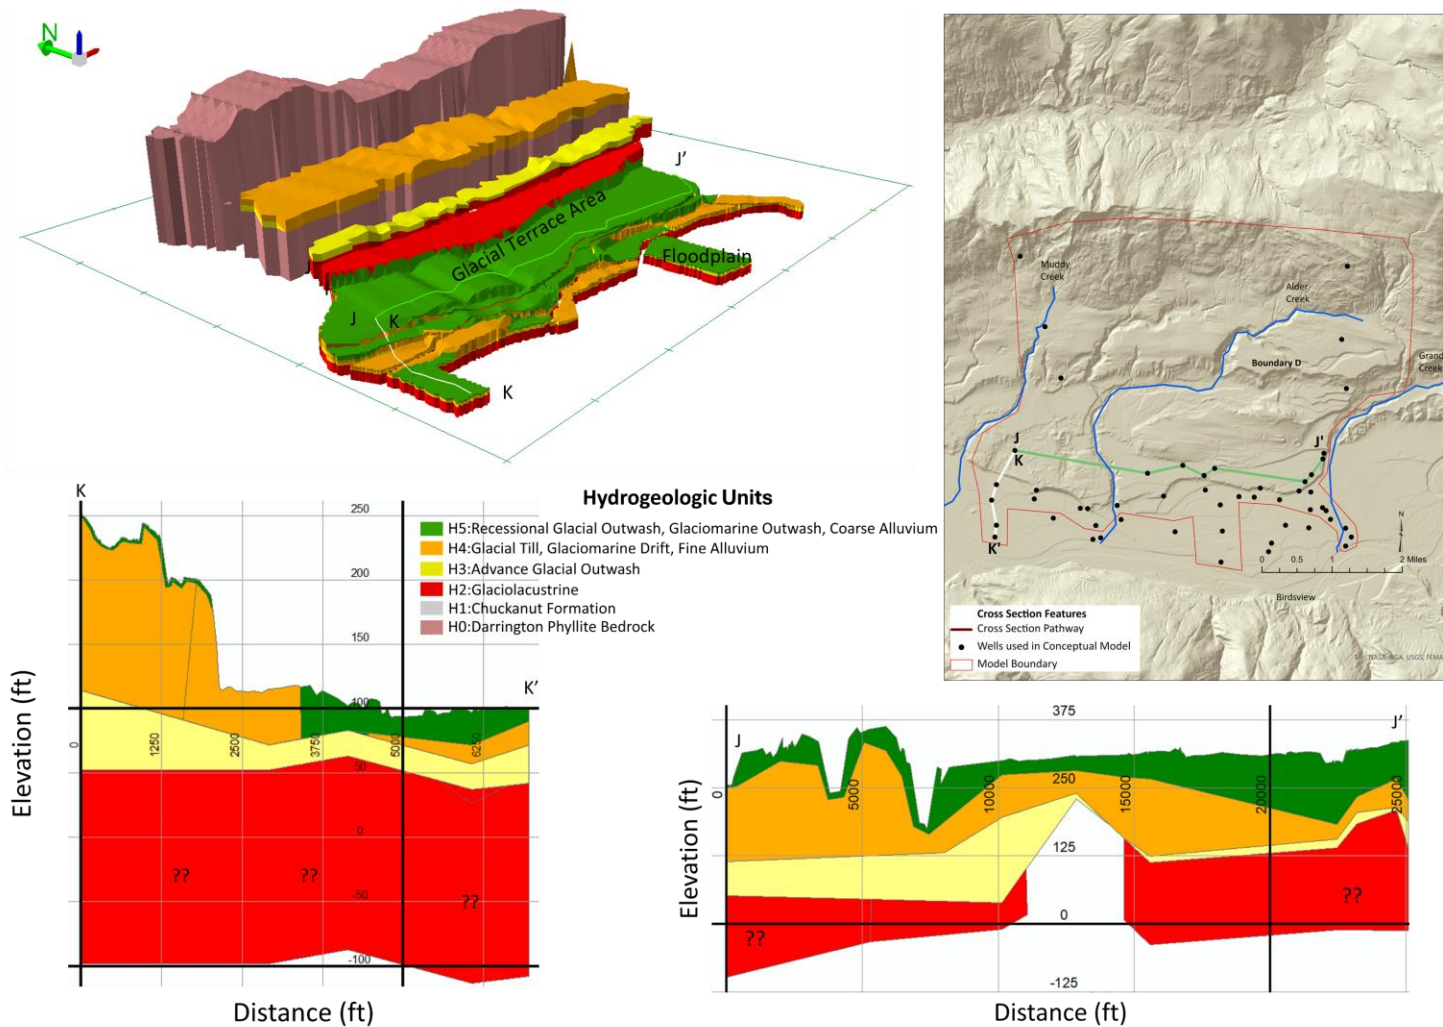 N
J'
Glacial Terrace Area
Floodplain
J
K
K
Muddy
Creek
Alder
Creek
Boundary D
Grand
Creek
J
K
J'
K'
N
0 0.5 1 2 Miles
Birdsview
Cross Section Features
Cross Section Pathway
Wells used in Conceptual Model
Model Boundary
NASA, NGA, USGS, FEMA
Hydrogeologic Units
H5:Recessional Glacial Outwash, Glaciomarine Outwash, Coarse Alluvium
H4:Glacial Till, Glaciomarine Drift, Fine Alluvium
H3:Advance Glacial Outwash
H2:Glaciolacustrine
H1:Chuckanut Formation
H0:Darrington Phyllite Bedrock
K
250
200
150
K'
100
0 1250 2500 3750 5000 6250
50
0
?? ?? -50 ??
-100
Elevation (ft)
Distance (ft)
375
J J'
250
0 5000 10000 15000 20000 25000
125
??
0
??
-125
Elevation (ft)
Distance (ft)